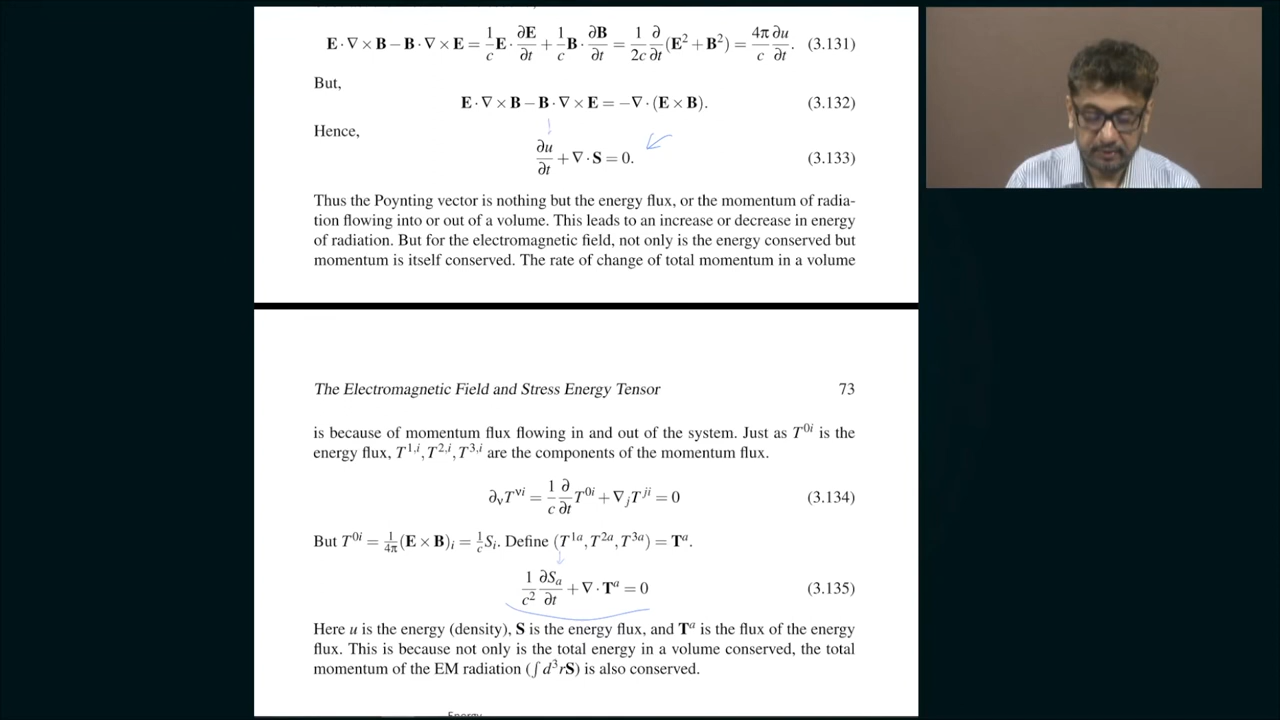 E · ∇ × B − B · ∇ × E = 1/c E · ∂E/∂t + 1/c B · ∂B/∂t = 1/2c ∂/∂t (E² + B²) = 4π/c ∂u/∂t. (3.131)
But,
E · ∇ × B − B · ∇ × E = −∇ · (E × B). (3.132)
Hence,
∂u/∂t + ∇ · S = 0. (3.133)
Thus the Poynting vector is nothing but the energy flux, or the momentum of radia-
tion flowing into or out of a volume. This leads to an increase or decrease in energy
of radiation. But for the electromagnetic field, not only is the energy conserved but
momentum is itself conserved. The rate of change of total momentum in a volume
The Electromagnetic Field and Stress Energy Tensor 73
is because of momentum flux flowing in and out of the system. Just as T⁰ⁱ is the
energy flux, T¹,ⁱ, T²,ⁱ, T³,ⁱ are the components of the momentum flux.
∂_ν T^{νi} = 1/c ∂/∂t T⁰ⁱ + ∇_j T^{ji} = 0 (3.134)
But T⁰ⁱ = 1/4π (E × B)_i = 1/c S_i. Define (T^{1a}, T^{2a}, T^{3a}) = T^a.
1/c² ∂S_a/∂t + ∇ · T^a = 0 (3.135)
Here u is the energy (density), S is the energy flux, and T^a is the flux of the energy
flux. This is because not only is the total energy in a volume conserved, the total
momentum of the EM radiation (∫ d³rS) is also conserved.